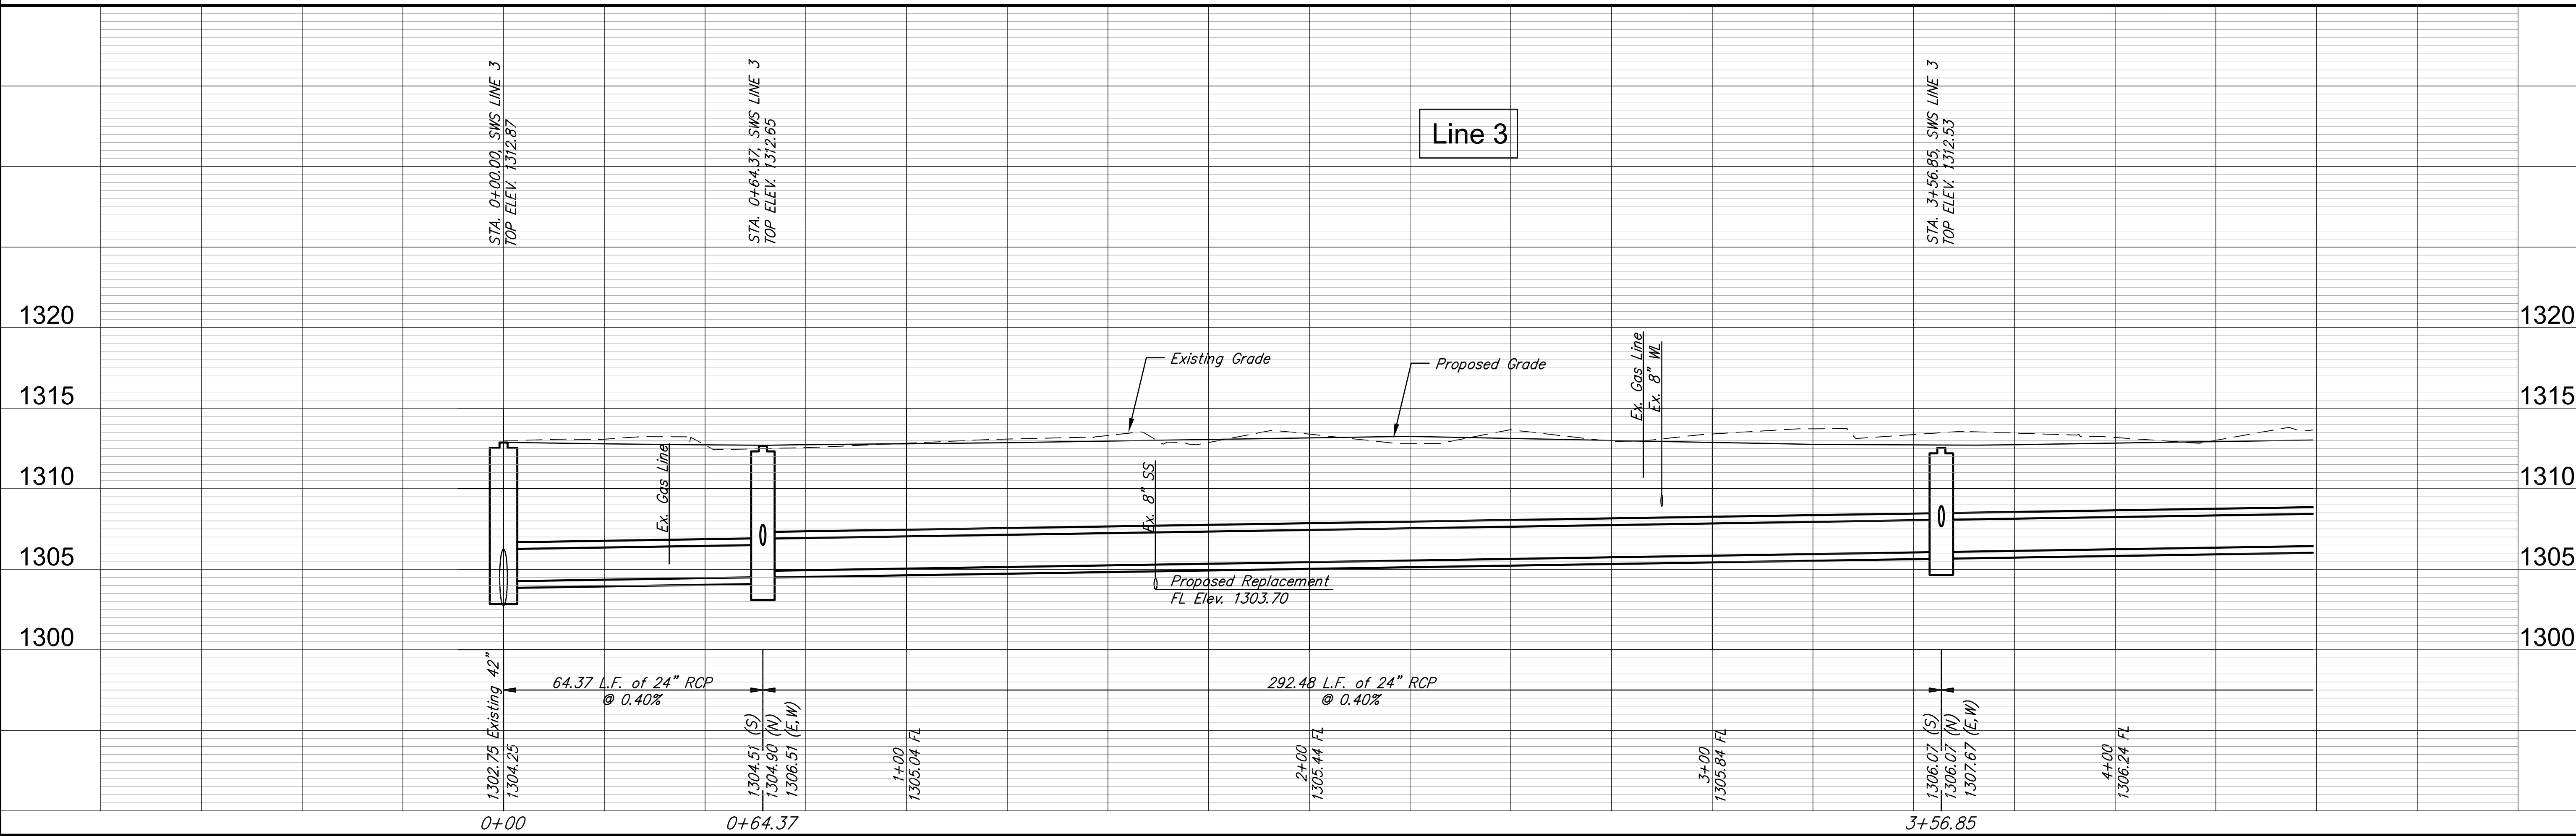 STA. 0+00.00, SWS LINE 3
TOP ELEV. 1312.87
STA. 0+64.37, SWS LINE 3
TOP ELEV. 1312.65
Line 3
STA. 3+56.85, SWS LINE 3
TOP ELEV. 1312.53
1320
1320
Existing Grade
Proposed Grade
Ex. Gas Line
Ex. 8" WL
1315
1315
Ex. Gas Line
Ex. 8" SS
1310
1310
1305
1305
Proposed Replacement
FL Elev. 1303.70
1300
1300
64.37 L.F. of 24" RCP
@ 0.40%
292.48 L.F. of 24" RCP
@ 0.40%
1302.75 Existing 42"
1304.25
1304.51 (S)
1304.90 (N)
1306.51 (E,W)
1+00
1305.04 FL
2+00
1305.44 FL
3+00
1305.84 FL
1306.07 (S)
1306.07 (N)
1307.67 (E,W)
4+00
1306.24 FL
0+00
0+64.37
3+56.85